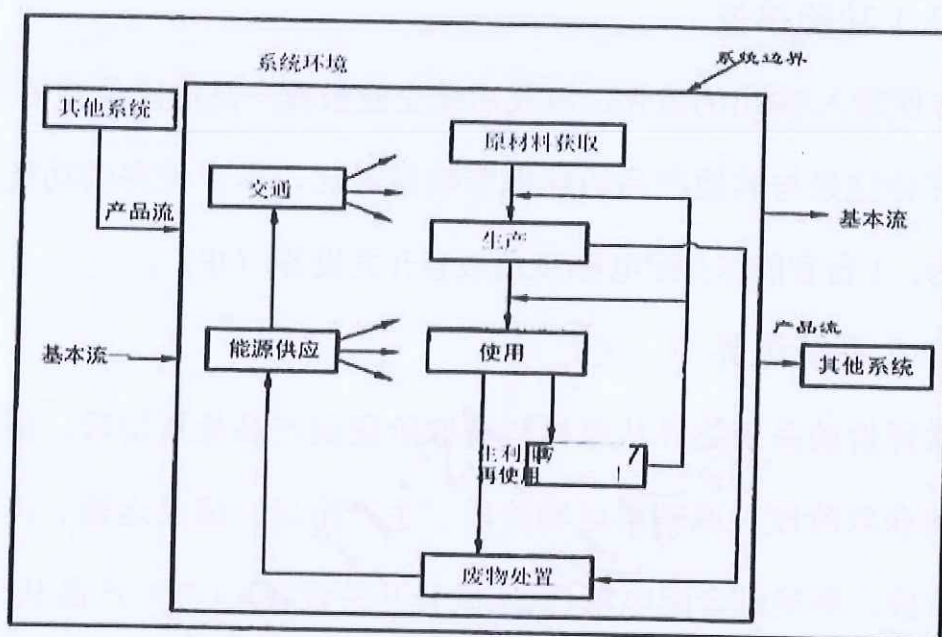 系统环境
系统边界
其他系统
原材料获取
交通
产品流
基本流
生产
产品流
基本流
能源供应
使用
其他系统
生利
再使用
废物处置